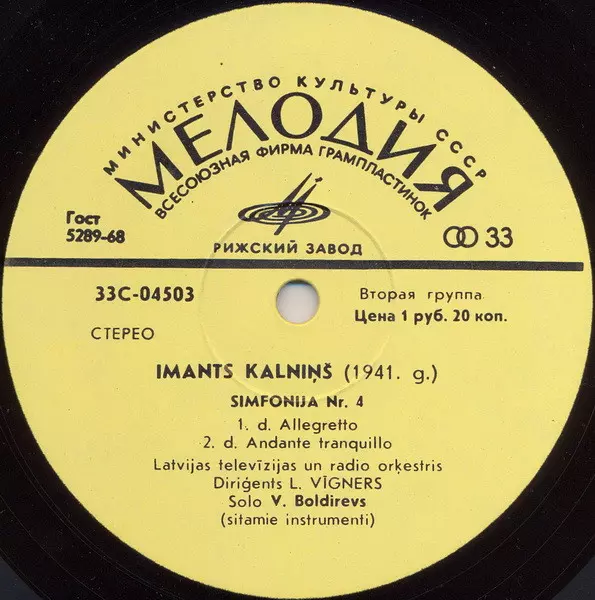 МИНИСТЕРСТВО КУЛЬТУРЫ СССР
МЕЛОДИЯ
ВСЕСОЮЗНАЯ ФИРМА ГРАМПЛАСТИНОК
Гост
5289-68
РИЖСКИЙ ЗАВОД
33
33С-04503
СТЕРЕО
Вторая группа
Цена 1 руб. 20 коп.
IMANTS KALNIŅŠ (1941. g.)
SIMFONIJA Nr. 4
1. d. Allegretto
2. d. Andante tranquillo
Latvijas televīzijas un radio orķestris
Diriģents L. VĪGNERS
Solo V. Boldirevs
(sitamie instrumenti)